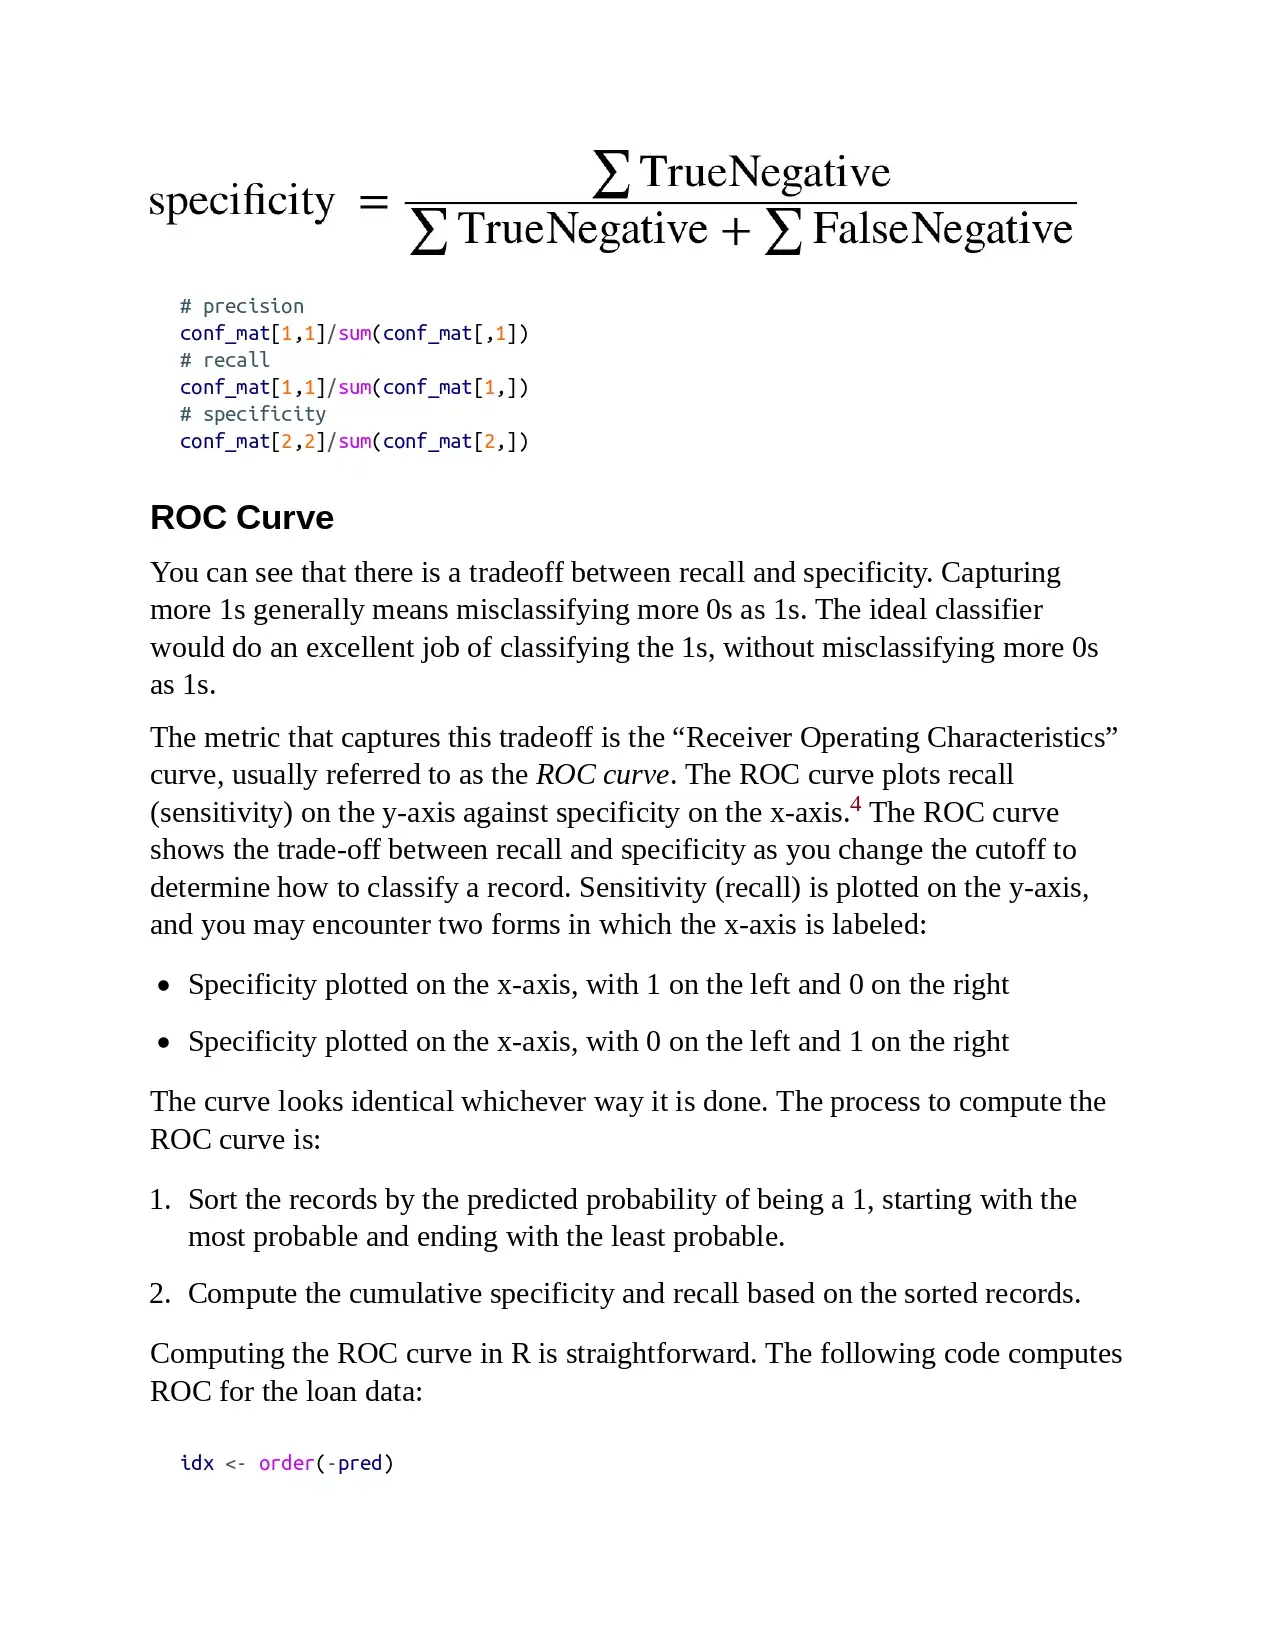 specificity = ∑ TrueNegative / ∑ TrueNegative + ∑ FalseNegative
# precision
conf_mat[1,1]/sum(conf_mat[,1])
# recall
conf_mat[1,1]/sum(conf_mat[1,])
# specificity
conf_mat[2,2]/sum(conf_mat[2,])
ROC Curve
You can see that there is a tradeoff between recall and specificity. Capturing
more 1s generally means misclassifying more 0s as 1s. The ideal classifier
would do an excellent job of classifying the 1s, without misclassifying more 0s
as 1s.
The metric that captures this tradeoff is the “Receiver Operating Characteristics”
curve, usually referred to as the ROC curve. The ROC curve plots recall
(sensitivity) on the y-axis against specificity on the x-axis.4 The ROC curve
shows the trade-off between recall and specificity as you change the cutoff to
determine how to classify a record. Sensitivity (recall) is plotted on the y-axis,
and you may encounter two forms in which the x-axis is labeled:
• Specificity plotted on the x-axis, with 1 on the left and 0 on the right
• Specificity plotted on the x-axis, with 0 on the left and 1 on the right
The curve looks identical whichever way it is done. The process to compute the
ROC curve is:
1. Sort the records by the predicted probability of being a 1, starting with the
most probable and ending with the least probable.
2. Compute the cumulative specificity and recall based on the sorted records.
Computing the ROC curve in R is straightforward. The following code computes
ROC for the loan data:
idx <- order(-pred)